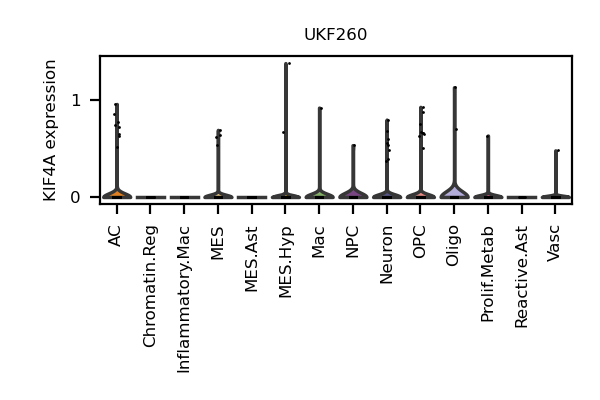 UKF260
KIF4A expression
1
0
AC
Chromatin.Reg
Inflammatory.Mac
MES
MES.Ast
MES.Hyp
Mac
NPC
Neuron
OPC
Oligo
Prolif.Metab
Reactive.Ast
Vasc